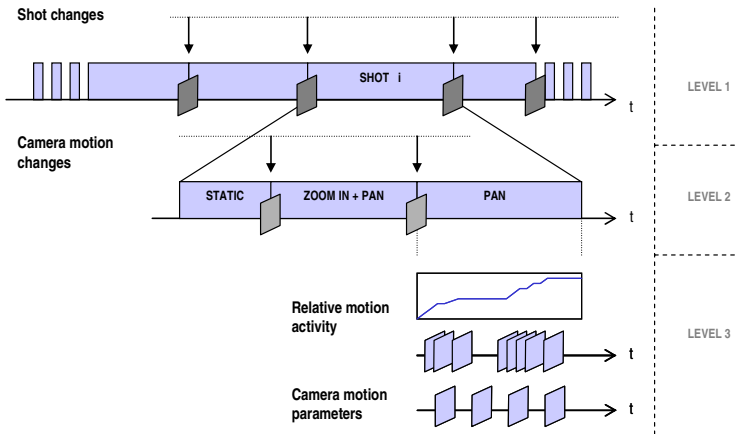 Shot changes
SHOT i
t
LEVEL 1
Camera motion
changes
STATIC
ZOOM IN + PAN
PAN
t
LEVEL 2
Relative motion
activity
t
LEVEL 3
Camera motion
parameters
t